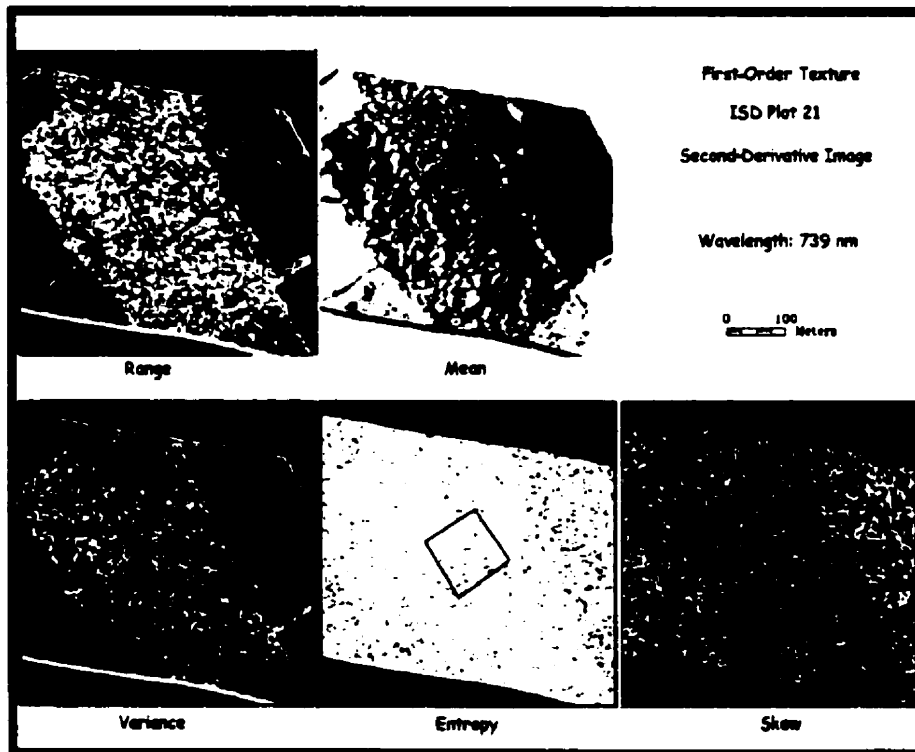 First-Order Texture
ISD Plot 21
Second-Derivative Image
Wavelength: 739 nm
0 100
Meters
Range
Mean
Variance
Entropy
Skew